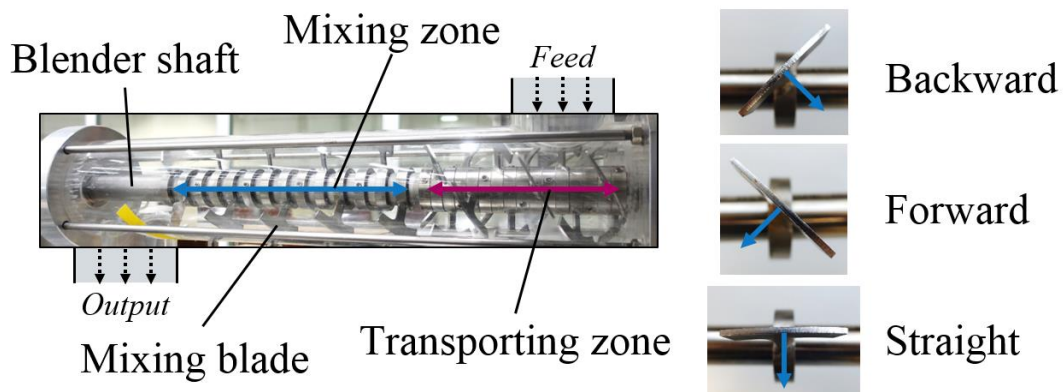 Mixing zone
Blender shaft
Feed
Output
Mixing blade
Transporting zone
Backward
Forward
Straight